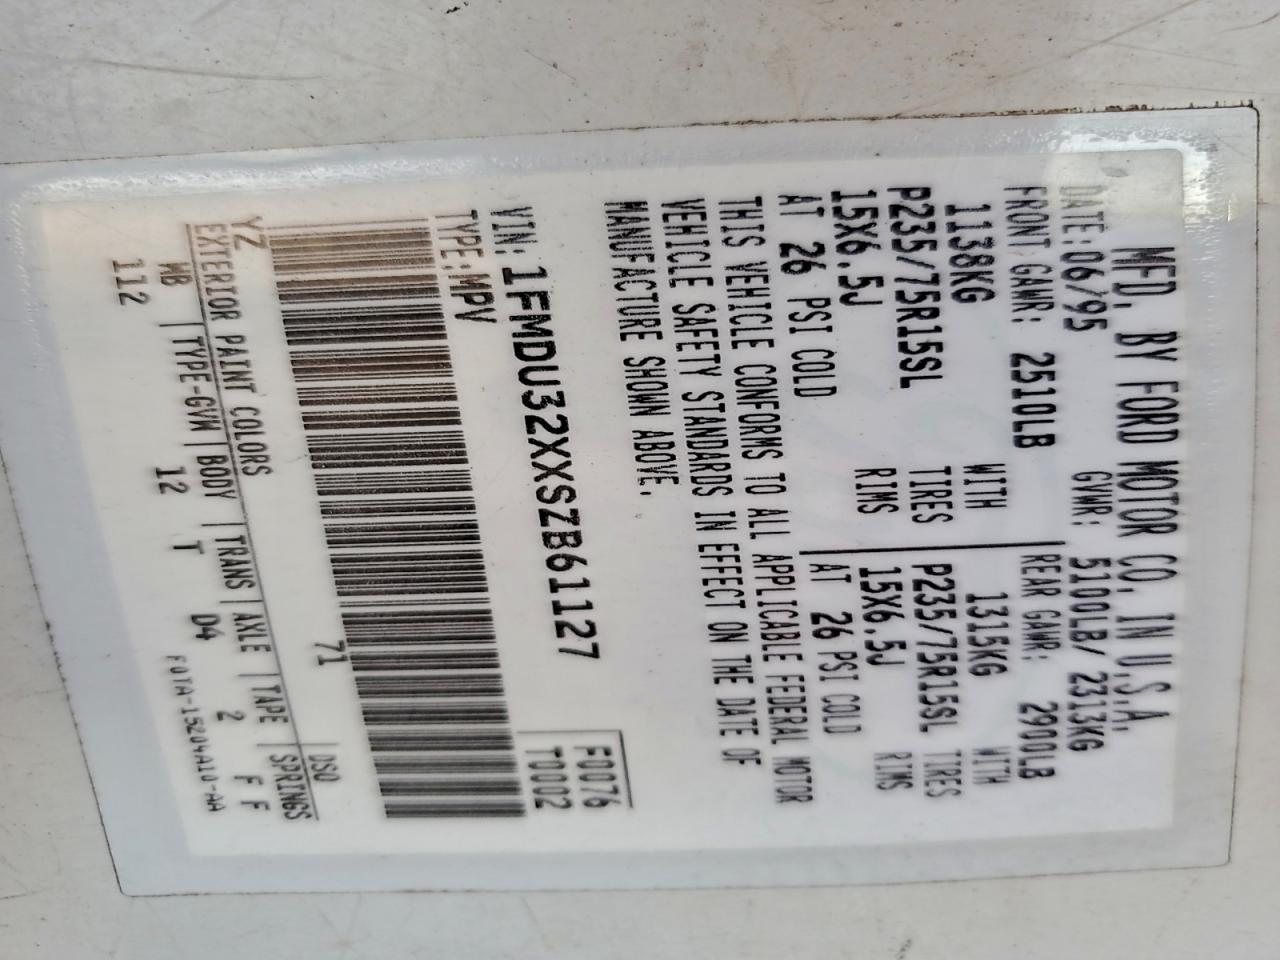 MFD. BY FORD MOTOR CO. IN U.S.A.
DATE: 06/95 GVWR: 5100LB/ 2313KG
FRONT GAWR: 2510LB REAR GAWR: 2900LB
1138KG WITH 1315KG WITH
P235/75R15SL TIRES P235/75R15SL TIRES
15X6.5J RIMS 15X6.5J RIMS
AT 26 PSI COLD AT 26 PSI COLD
THIS VEHICLE CONFORMS TO ALL APPLICABLE FEDERAL MOTOR
VEHICLE SAFETY STANDARDS IN EFFECT ON THE DATE OF
MANUFACTURE SHOWN ABOVE.
F0076
T0002
VIN: 1FMDU32XXSZB61127
TYPE: MPV
71 DSO
YZ
EXTERIOR PAINT COLORS
WB TYPE-GVW BODY TRANS AXLE TAPE SPRINGS
112 12 T D4 2 F F
F0TA-15204A10-AA